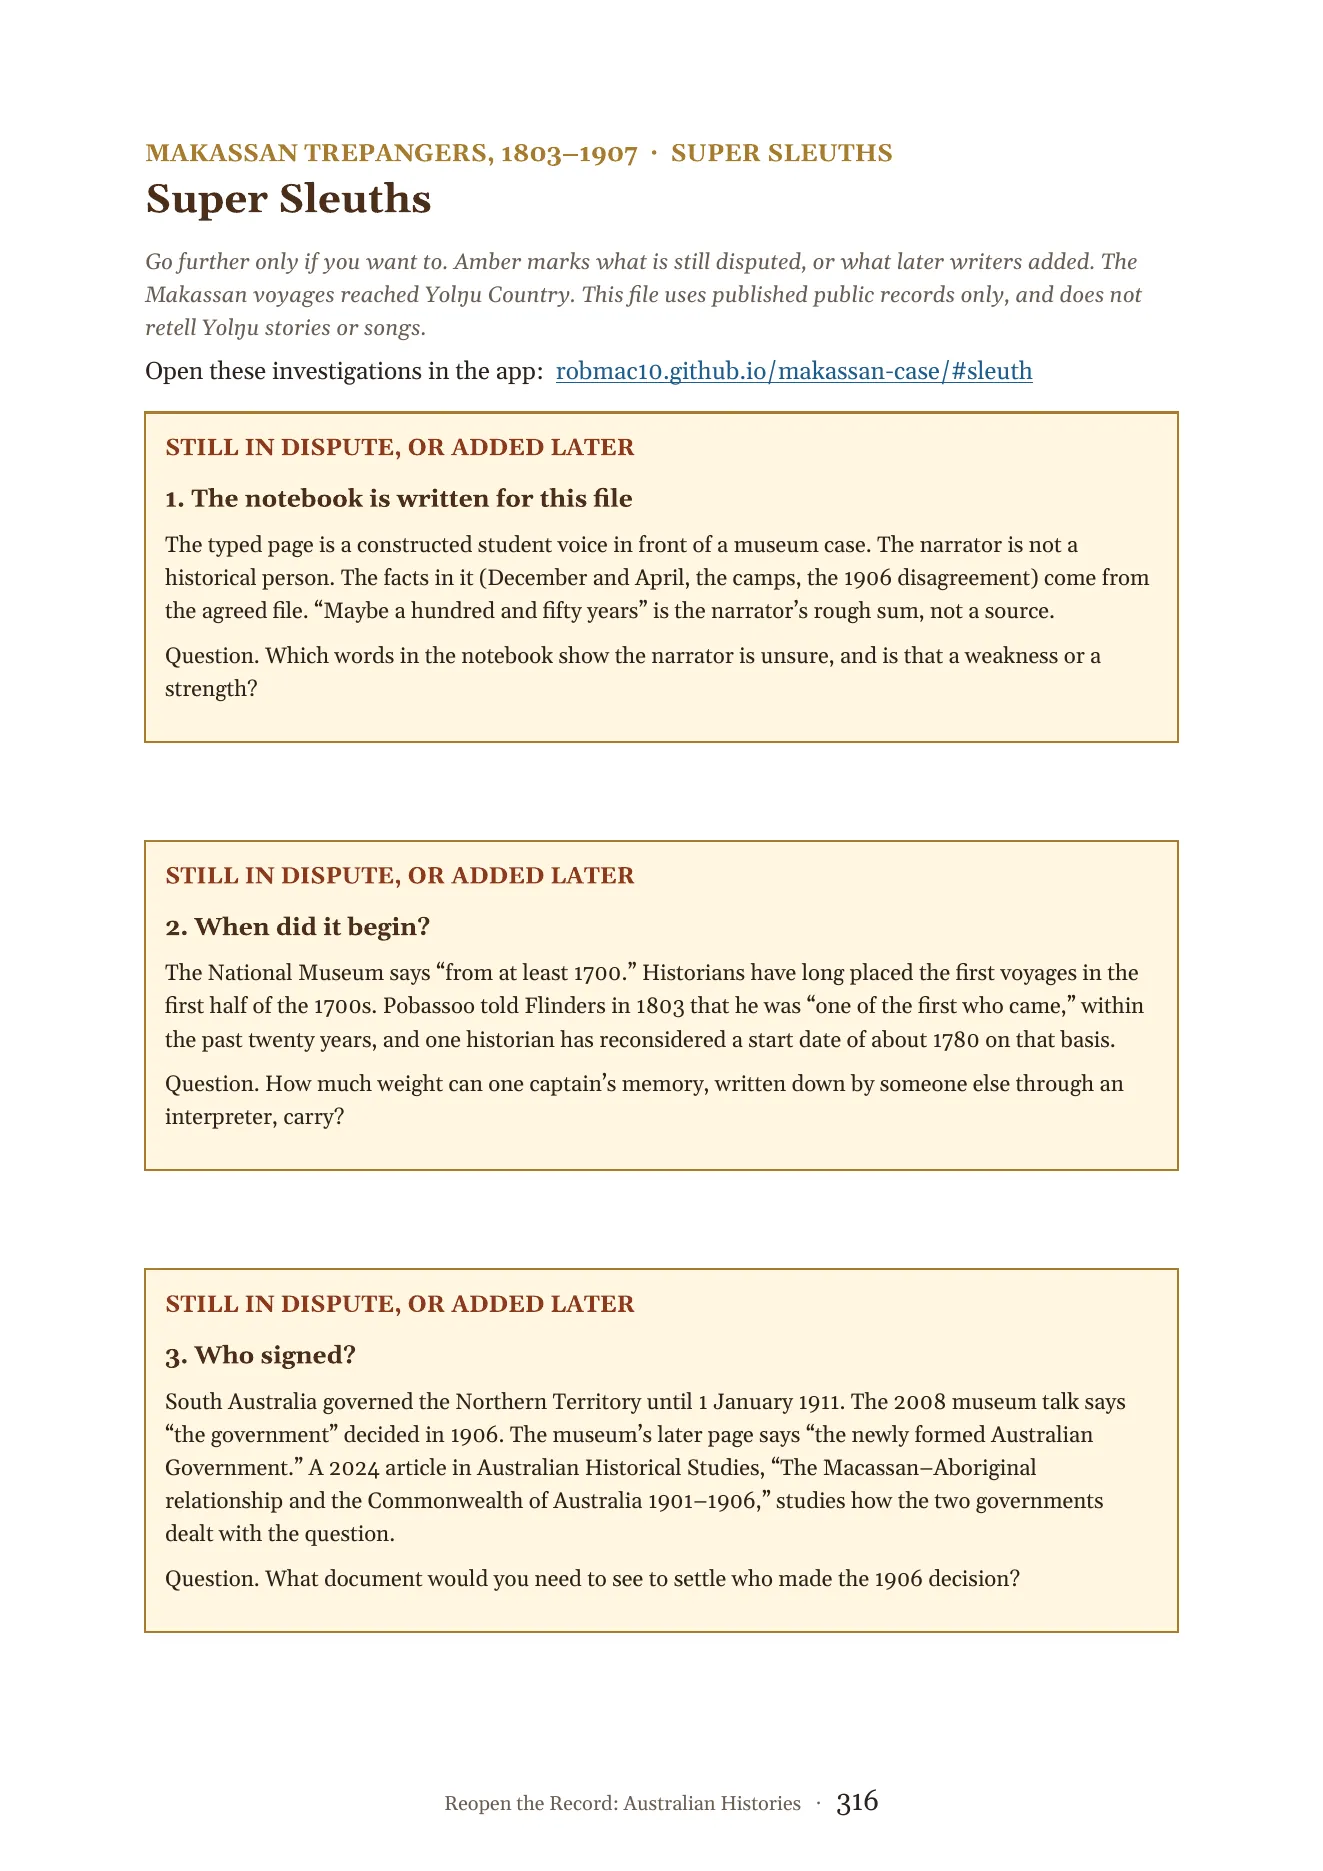 MAKASSAN TREPANGERS, 1803–1907 · SUPER SLEUTHS
Super Sleuths
Go further only if you want to. Amber marks what is still disputed, or what later writers added. The
Makassan voyages reached Yolŋu Country. This file uses published public records only, and does not
retell Yolŋu stories or songs.
Open these investigations in the app: robmac10.github.io/makassan-case/#sleuth
STILL IN DISPUTE, OR ADDED LATER
1. The notebook is written for this file
The typed page is a constructed student voice in front of a museum case. The narrator is not a
historical person. The facts in it (December and April, the camps, the 1906 disagreement) come from
the agreed file. “Maybe a hundred and fifty years” is the narrator’s rough sum, not a source.
Question. Which words in the notebook show the narrator is unsure, and is that a weakness or a
strength?
STILL IN DISPUTE, OR ADDED LATER
2. When did it begin?
The National Museum says “from at least 1700.” Historians have long placed the first voyages in the
first half of the 1700s. Pobassoo told Flinders in 1803 that he was “one of the first who came,” within
the past twenty years, and one historian has reconsidered a start date of about 1780 on that basis.
Question. How much weight can one captain’s memory, written down by someone else through an
interpreter, carry?
STILL IN DISPUTE, OR ADDED LATER
3. Who signed?
South Australia governed the Northern Territory until 1 January 1911. The 2008 museum talk says
“the government” decided in 1906. The museum’s later page says “the newly formed Australian
Government.” A 2024 article in Australian Historical Studies, “The Macassan–Aboriginal
relationship and the Commonwealth of Australia 1901–1906,” studies how the two governments
dealt with the question.
Question. What document would you need to see to settle who made the 1906 decision?
Reopen the Record: Australian Histories · 316